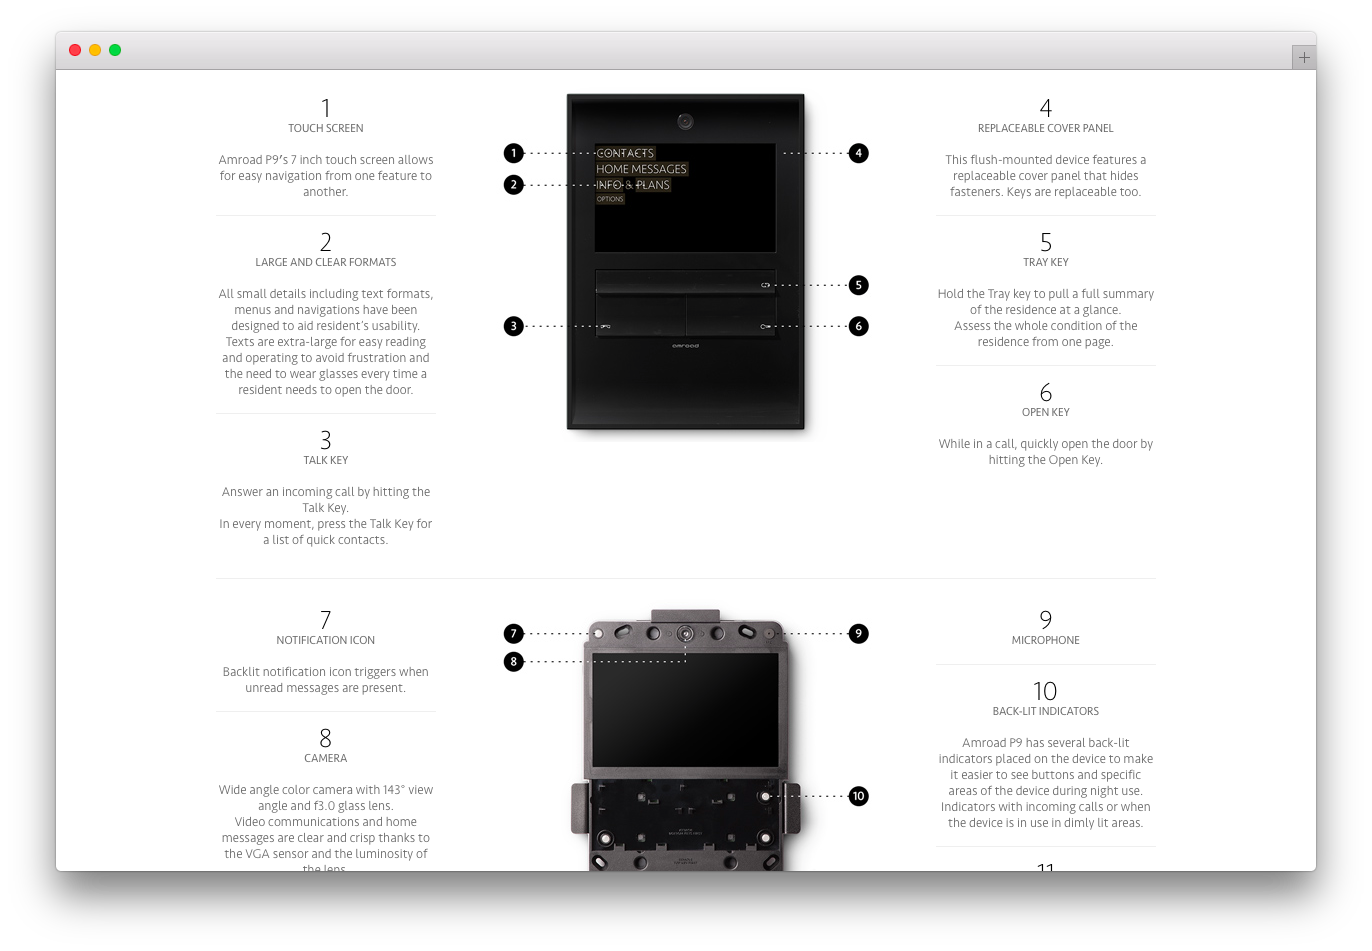 1
TOUCH SCREEN
Amroad P9's 7 inch touch screen allows
for easy navigation from one feature to
another.
2
LARGE AND CLEAR FORMATS
All small details including text formats,
menus and navigations have been
designed to aid resident's usability.
Texts are extra-large for easy reading
and operating to avoid frustration and
the need to wear glasses every time a
resident needs to open the door.
3
TALK KEY
Answer an incoming call by hitting the
Talk Key.
In every moment, press the Talk Key for
a list of quick contacts.
1
2
3
CONTACTS
HOME MESSAGES
INFO & PLANS
OPTIONS
amroad
4
5
6
4
REPLACEABLE COVER PANEL
This flush-mounted device features a
replaceable cover panel that hides
fasteners. Keys are replaceable too.
5
TRAY KEY
Hold the Tray key to pull a full summary
of the residence at a glance.
Assess the whole condition of the
residence from one page.
6
OPEN KEY
While in a call, quickly open the door by
hitting the Open Key.
7
NOTIFICATION ICON
Backlit notification icon triggers when
unread messages are present.
8
CAMERA
Wide angle color camera with 143° view
angle and f3.0 glass lens.
Video communications and home
messages are clear and crisp thanks to
the VGA sensor and the luminosity of
the lens
7
8
9
10
9
MICROPHONE
10
BACK-LIT INDICATORS
Amroad P9 has several back-lit
indicators placed on the device to make
it easier to see buttons and specific
areas of the device during night use.
Indicators with incoming calls or when
the device is in use in dimly lit areas.
11